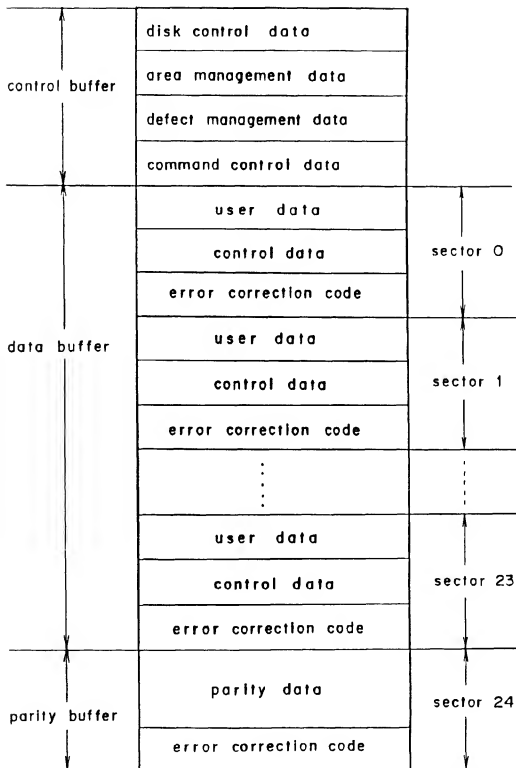 disk control data
area management data
control buffer
defect management data
command control data
user data
control data
sector 0
error correction code
user data
data buffer
control data
sector 1
error correction code
user data
control data
sector 23
error correction code
parity data
sector 24
parity buffer
error correction code